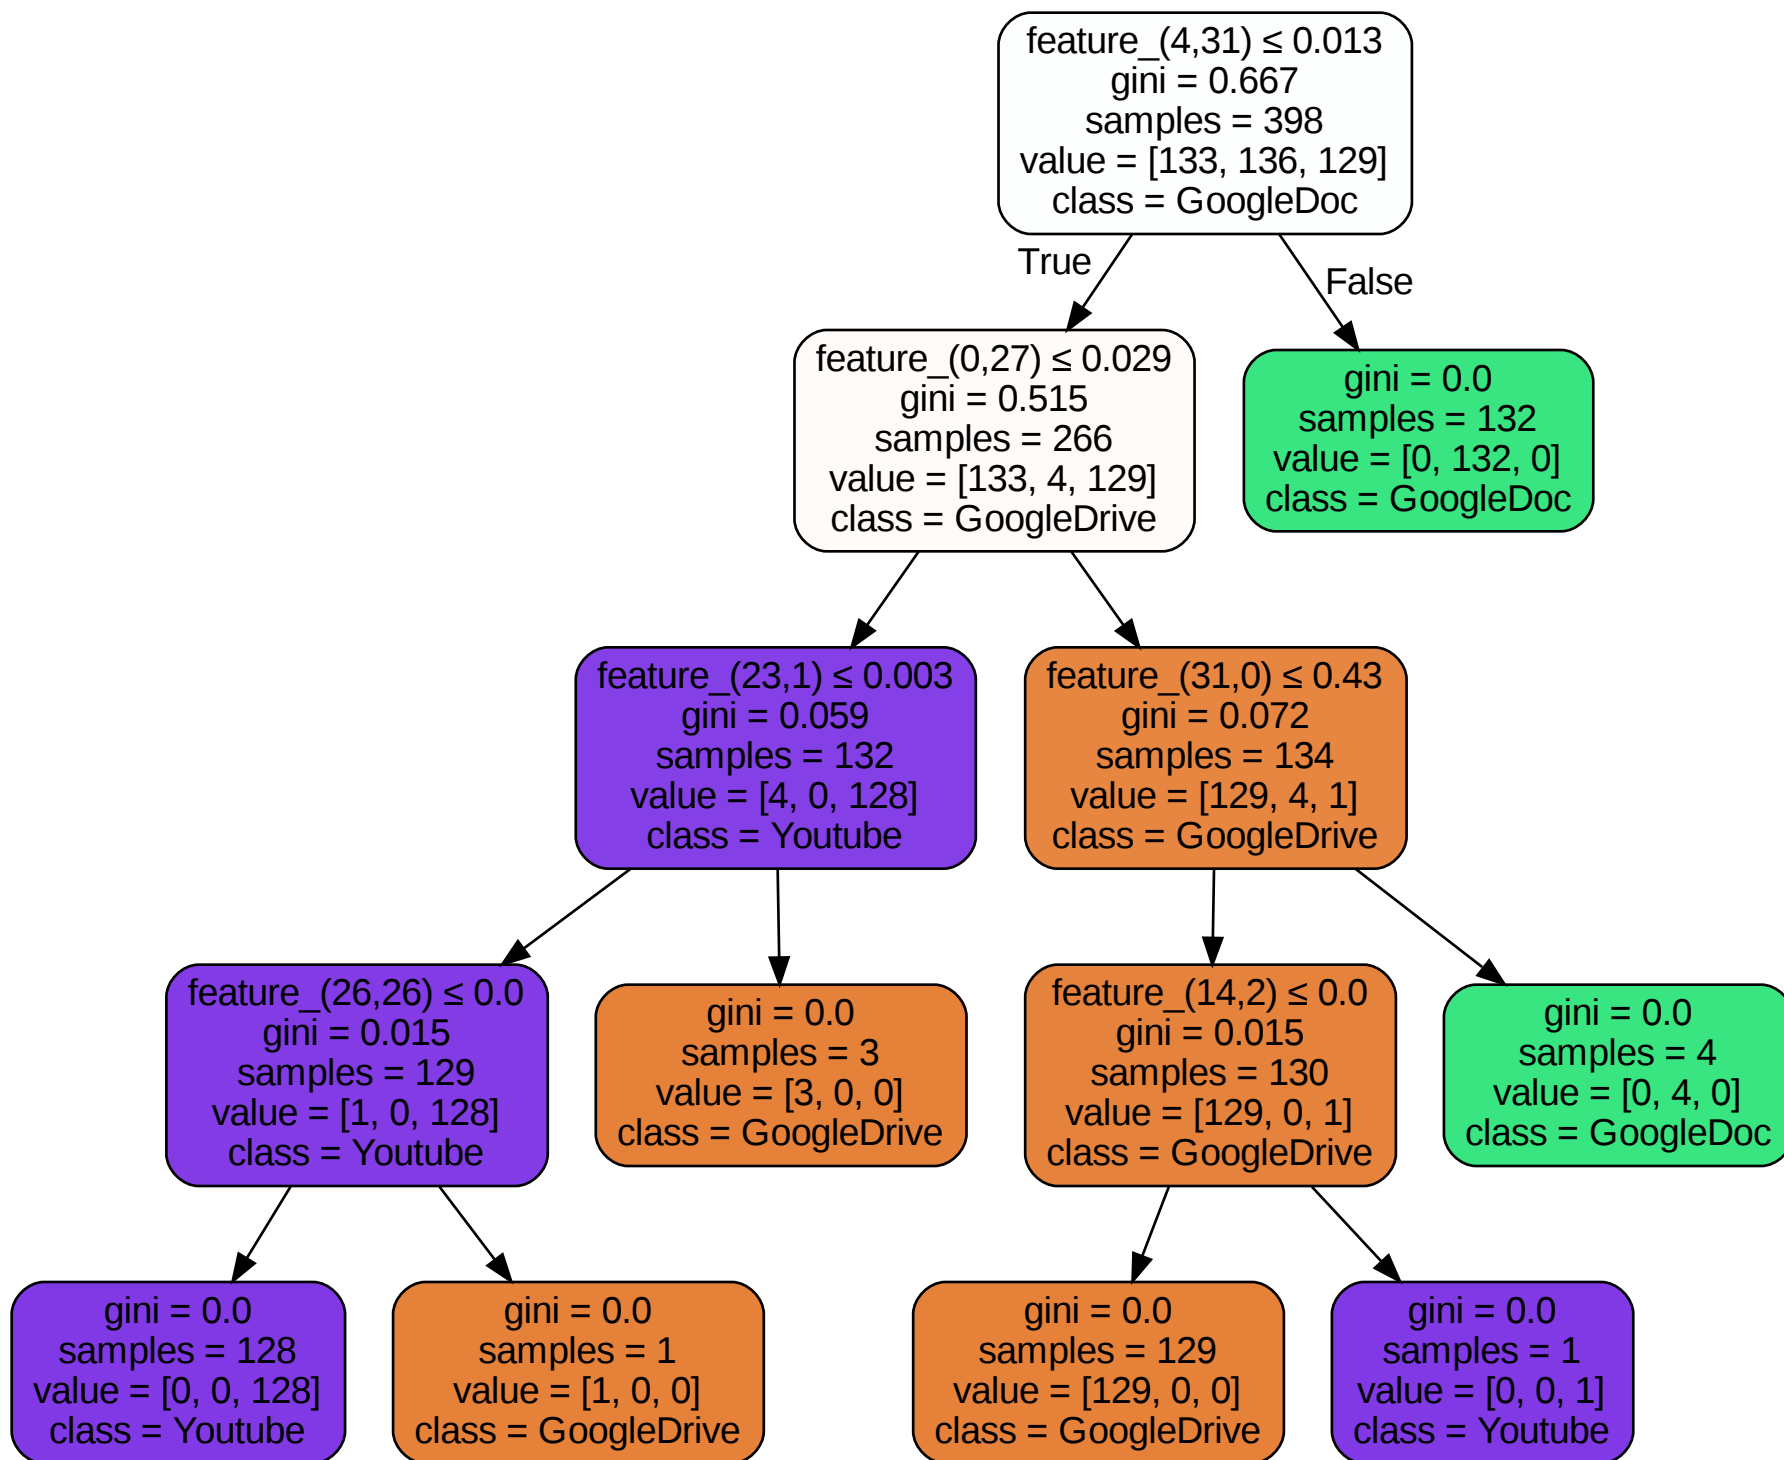 feature_(4,31) ≤ 0.013
gini = 0.667
samples = 398
value = [133, 136, 129]
class = GoogleDoc
True
False
feature_(0,27) ≤ 0.029
gini = 0.515
samples = 266
value = [133, 4, 129]
class = GoogleDrive
gini = 0.0
samples = 132
value = [0, 132, 0]
class = GoogleDoc
feature_(23,1) ≤ 0.003
gini = 0.059
samples = 132
value = [4, 0, 128]
class = Youtube
feature_(31,0) ≤ 0.43
gini = 0.072
samples = 134
value = [129, 4, 1]
class = GoogleDrive
feature_(26,26) ≤ 0.0
gini = 0.015
samples = 129
value = [1, 0, 128]
class = Youtube
gini = 0.0
samples = 3
value = [3, 0, 0]
class = GoogleDrive
feature_(14,2) ≤ 0.0
gini = 0.015
samples = 130
value = [129, 0, 1]
class = GoogleDrive
gini = 0.0
samples = 4
value = [0, 4, 0]
class = GoogleDoc
gini = 0.0
samples = 128
value = [0, 0, 128]
class = Youtube
gini = 0.0
samples = 1
value = [1, 0, 0]
class = GoogleDrive
gini = 0.0
samples = 129
value = [129, 0, 0]
class = GoogleDrive
gini = 0.0
samples = 1
value = [0, 0, 1]
class = Youtube